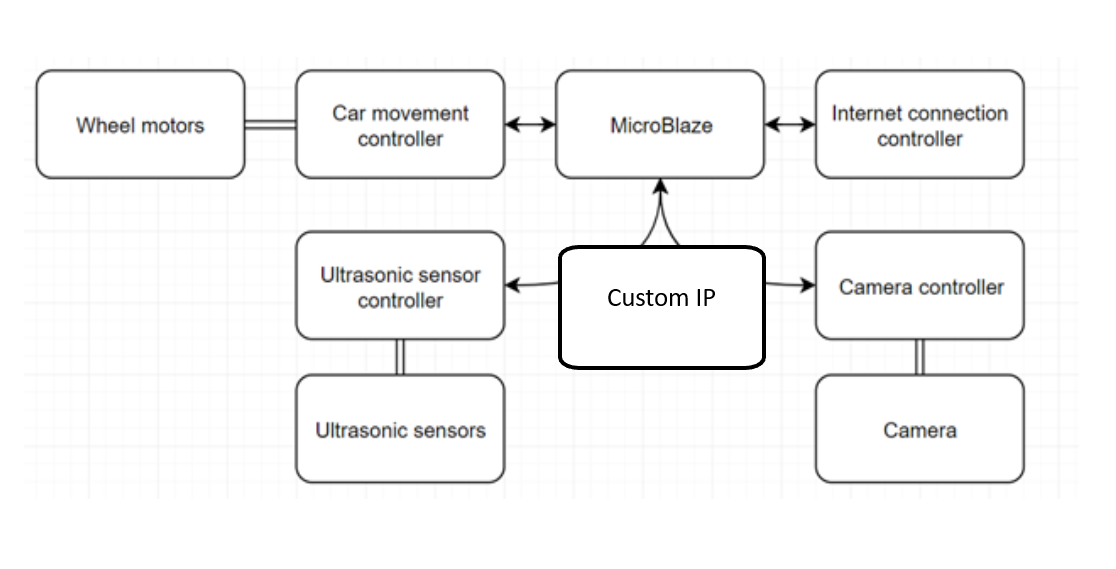 Wheel motors
Car movement
controller
MicroBlaze
Internet connection
controller
Ultrasonic sensor
controller
Custom IP
Camera controller
Ultrasonic sensors
Camera